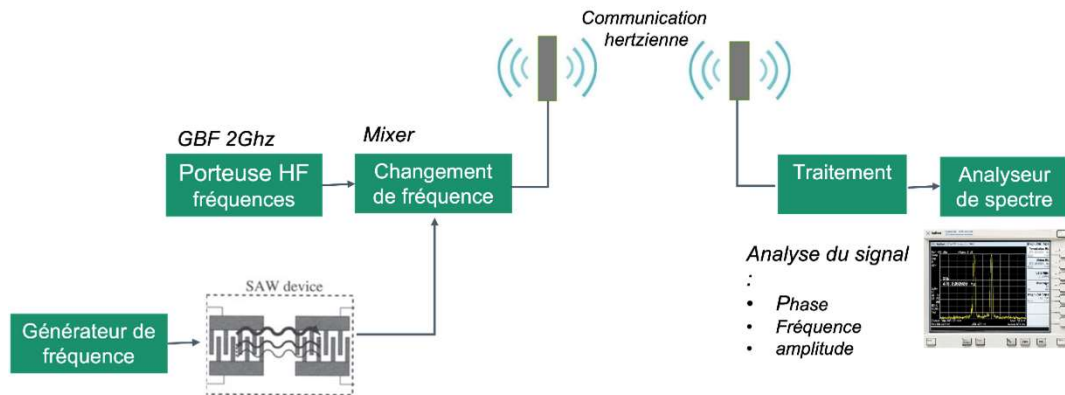 Communication
hertzienne
GBF 2Ghz
Mixer
Porteuse HF
fréquences
Changement
de fréquence
Traitement
Analyseur
de spectre
Analyse du signal
:
• Phase
• Fréquence
• amplitude
SAW device
Générateur de
fréquence